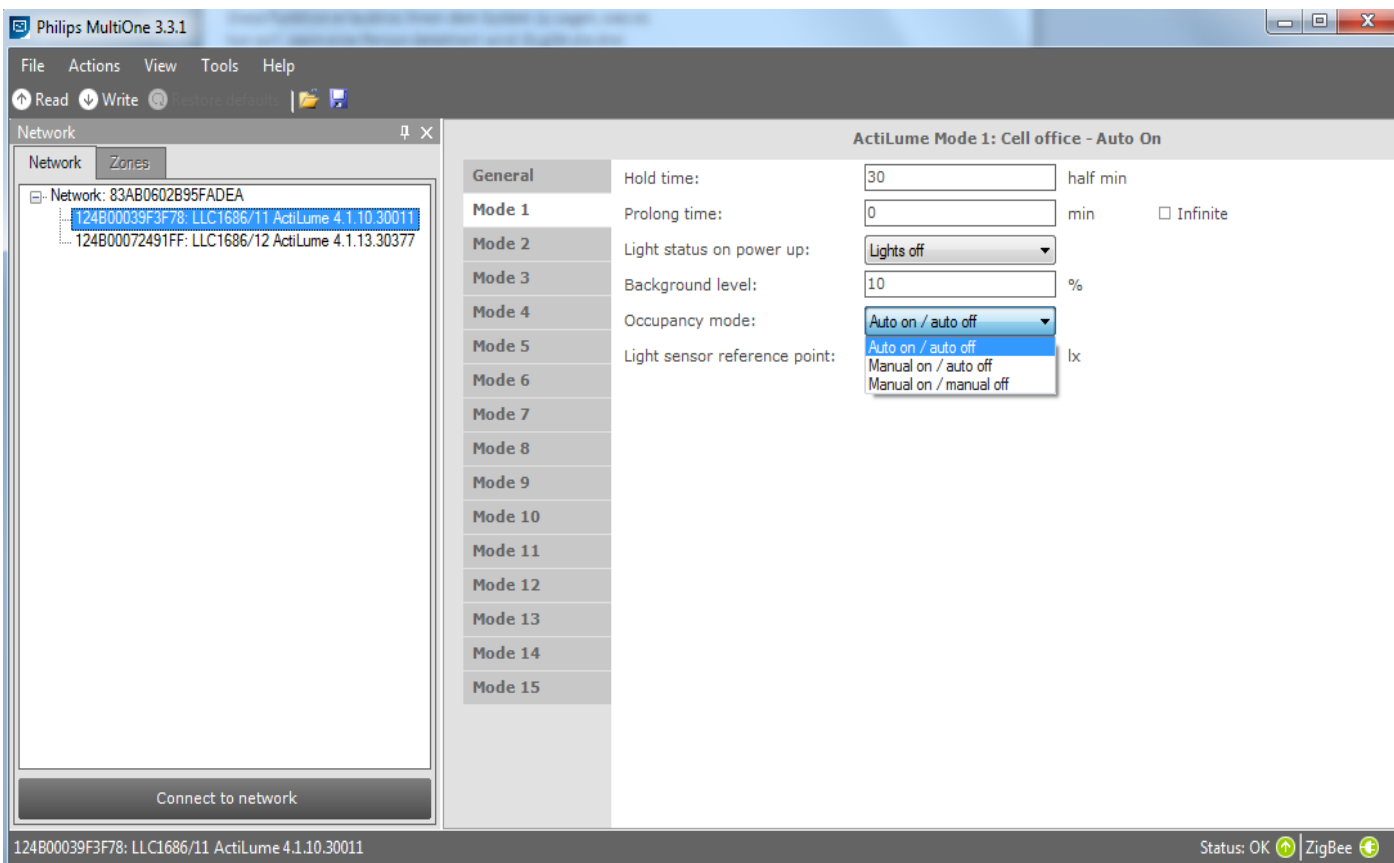 Philips MultiOne 3.3.1
File Actions View Tools Help
Read Write Restore defaults
Network
Network Zones
Network: 83AB0602B95FADEA
124B00039F3F78: LLC1686/11 ActiLume 4.1.10.30011
124B00072491FF: LLC1686/12 ActiLume 4.1.13.30377
Connect to network
ActiLume Mode 1: Cell office - Auto On
General
Mode 1
Mode 2
Mode 3
Mode 4
Mode 5
Mode 6
Mode 7
Mode 8
Mode 9
Mode 10
Mode 11
Mode 12
Mode 13
Mode 14
Mode 15
Hold time: 30 half min
Prolong time: 0 min Infinite
Light status on power up: Lights off
Background level: 10 %
Occupancy mode: Auto on / auto off
Auto on / auto off
Light sensor reference point: lx
Manual on / auto off
Manual on / manual off
124B00039F3F78: LLC1686/11 ActiLume 4.1.10.30011 Status: OK ZigBee